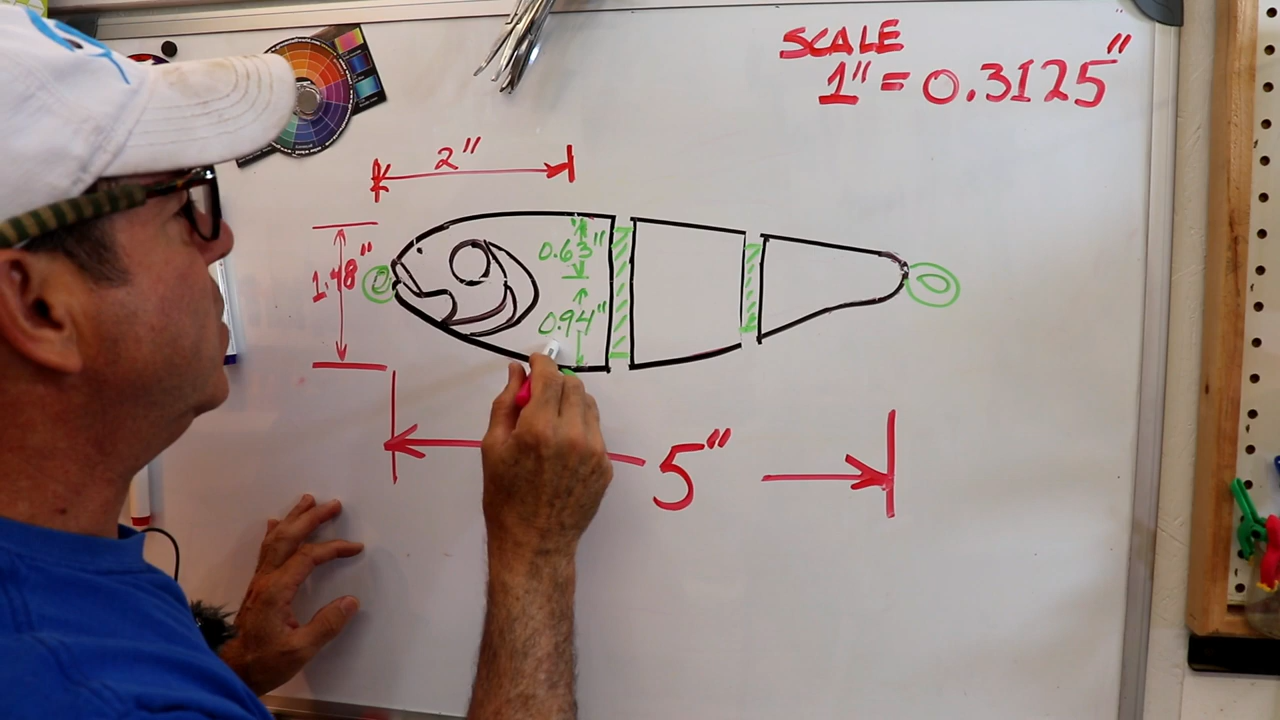 SCALE
1" = 0.3125"
2"
1.48"
0.63"
0.94"
5"